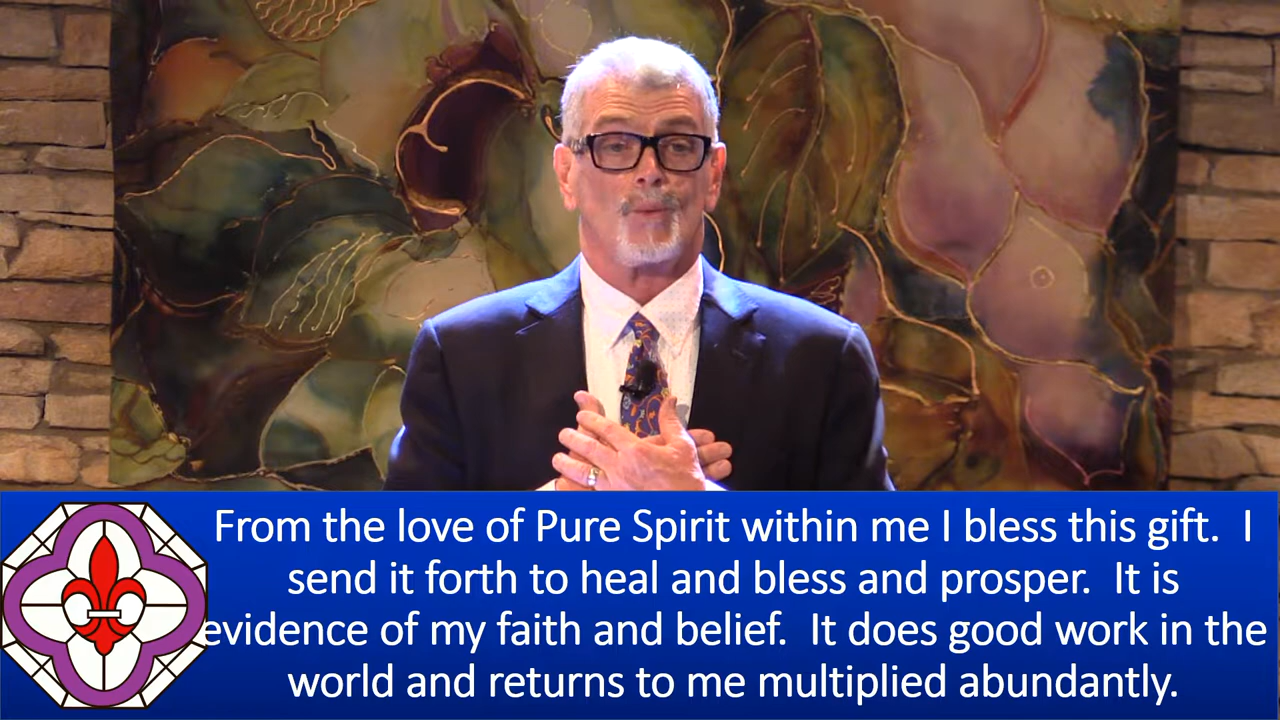 From the love of Pure Spirit within me I bless this gift.  I
send it forth to heal and bless and prosper.  It is
evidence of my faith and belief.  It does good work in the
world and returns to me multiplied abundantly.